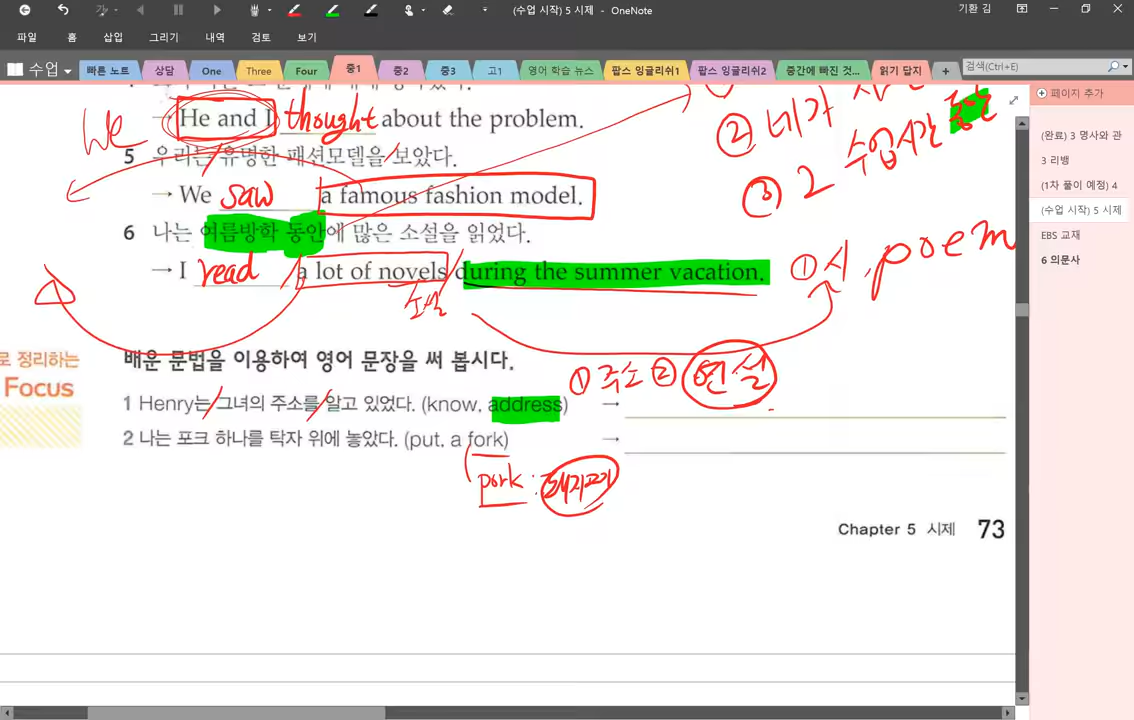 (수업 시작) 5 시제 - OneNote
기환 김
파일 홈 삽입 그리기 내역 검토 보기
수업 빠른 노트 상담 One Three Four 중1 중2 중3 고1 영어 학습 뉴스 팝스 잉글리쉬1 팝스 잉글리쉬2 중간에 빠진 것... 읽기 답지 + 검색(Ctrl+E)
페이지 추가
(완료) 3 명사와 관
3 리뱅
(1차 풀이 예정) 4
(수업 시작) 5 시제
EBS 교재
6 의문사
We → He and I thought about the problem.
② 네가
수업시간 동안
5 우리는 유명한 패션모델을 보았다.
③ 2
→ We saw a famous fashion model.
6 나는 여름방학 동안에 많은 소설을 읽었다.
→ I read a lot of novels during the summer vacation. ① 시, poem
소설
로 정리하는
Focus
배운 문법을 이용하여 영어 문장을 써 봅시다.
① 주소 ② 연설
1 Henry는 그녀의 주소를 알고 있었다. (know, address) →
2 나는 포크 하나를 탁자 위에 놓았다. (put, a fork) →
pork : 돼지고기
Chapter 5 시제 73